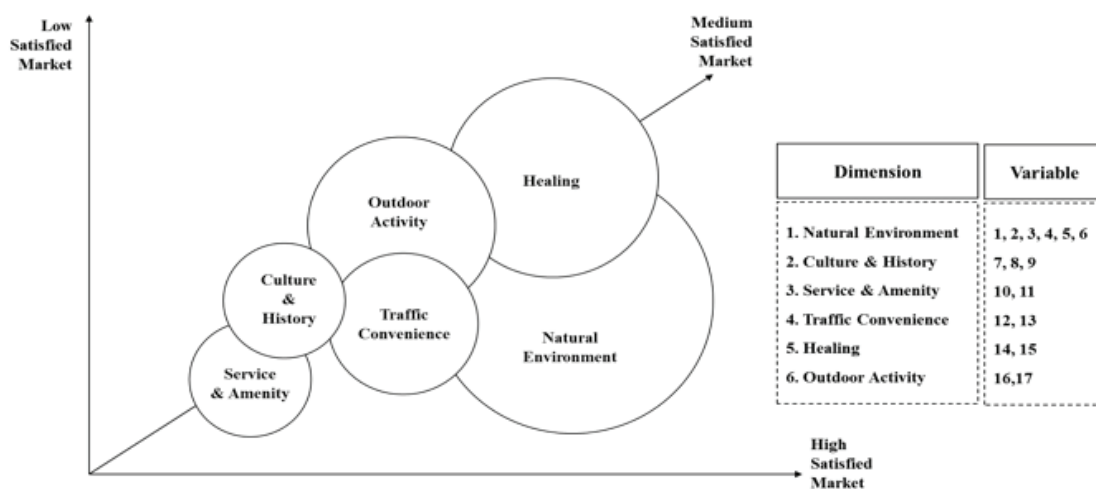 Low
Satisfied
Market
Medium
Satisfied
Market
Healing
Outdoor
Activity
Culture
&
History
Traffic
Convenience
Natural
Environment
Service
& Amenity
High
Satisfied
Market
Dimension Variable
1. Natural Environment 1, 2, 3, 4, 5, 6
2. Culture & History 7, 8, 9
3. Service & Amenity 10, 11
4. Traffic Convenience 12, 13
5. Healing 14, 15
6. Outdoor Activity 16,17